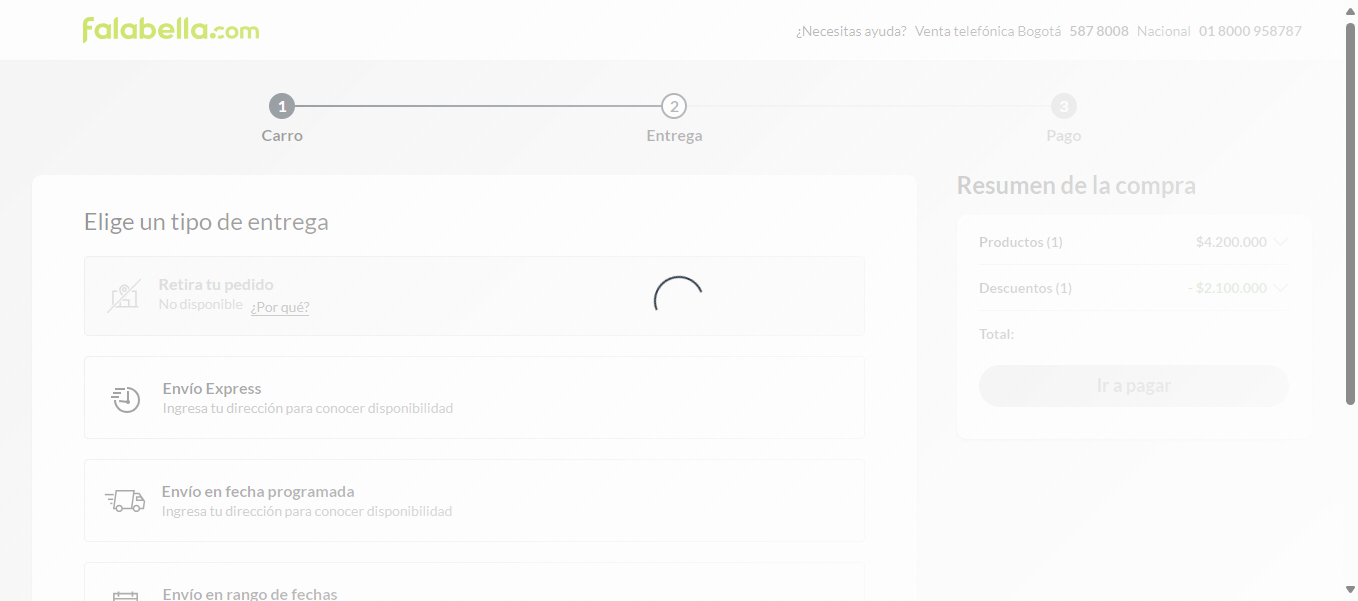 falabella.com
¿Necesitas ayuda? Venta telefónica Bogotá 587 8008 Nacional 01 8000 958787
1
2
3
Carro
Entrega
Pago
Elige un tipo de entrega
Retira tu pedido
No disponible ¿Por qué?
Envío Express
Ingresa tu dirección para conocer disponibilidad
Envío en fecha programada
Ingresa tu dirección para conocer disponibilidad
Envío en rango de fechas
Resumen de la compra
Productos (1) $4.200.000
Descuentos (1) - $2.100.000
Total:
Ir a pagar